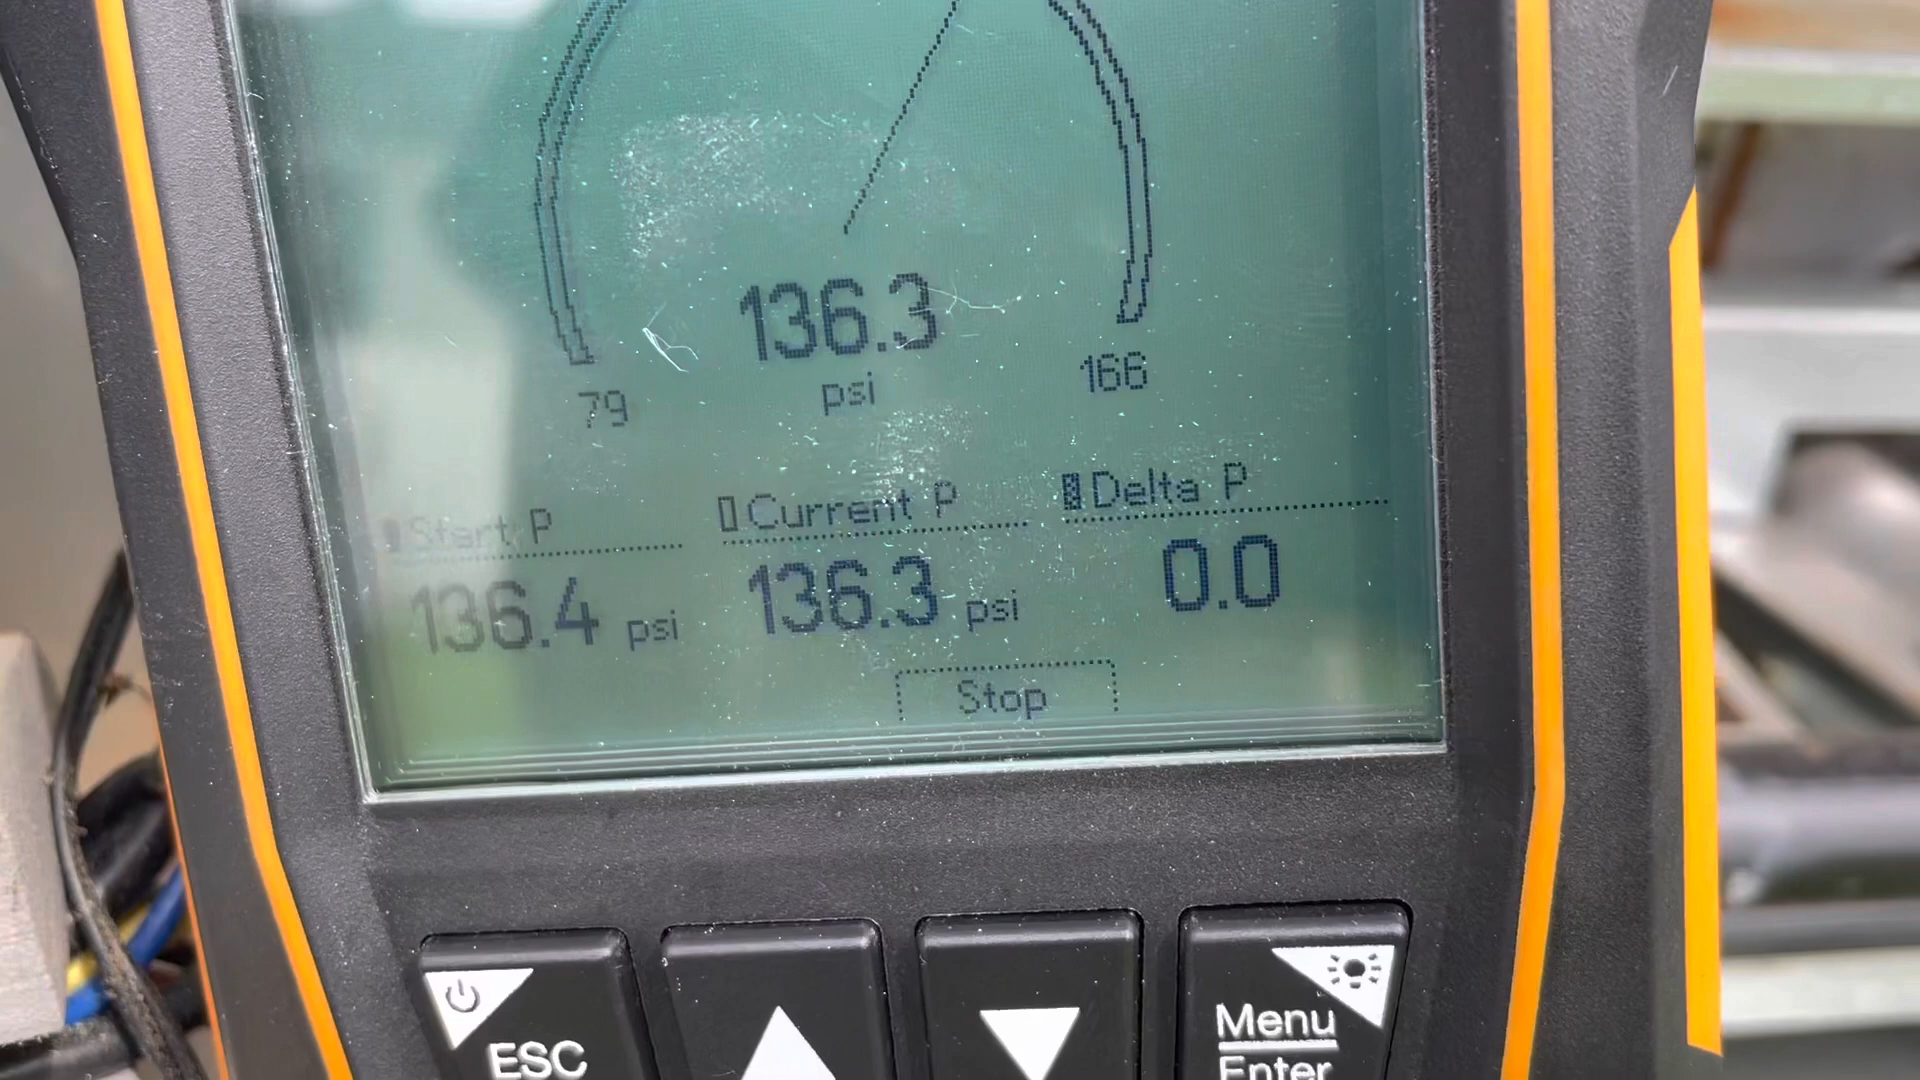 136.3
psi
79
166
Start P
Current P
Delta P
136.4 psi
136.3 psi
0.0
Stop
ESC
Menu
Enter